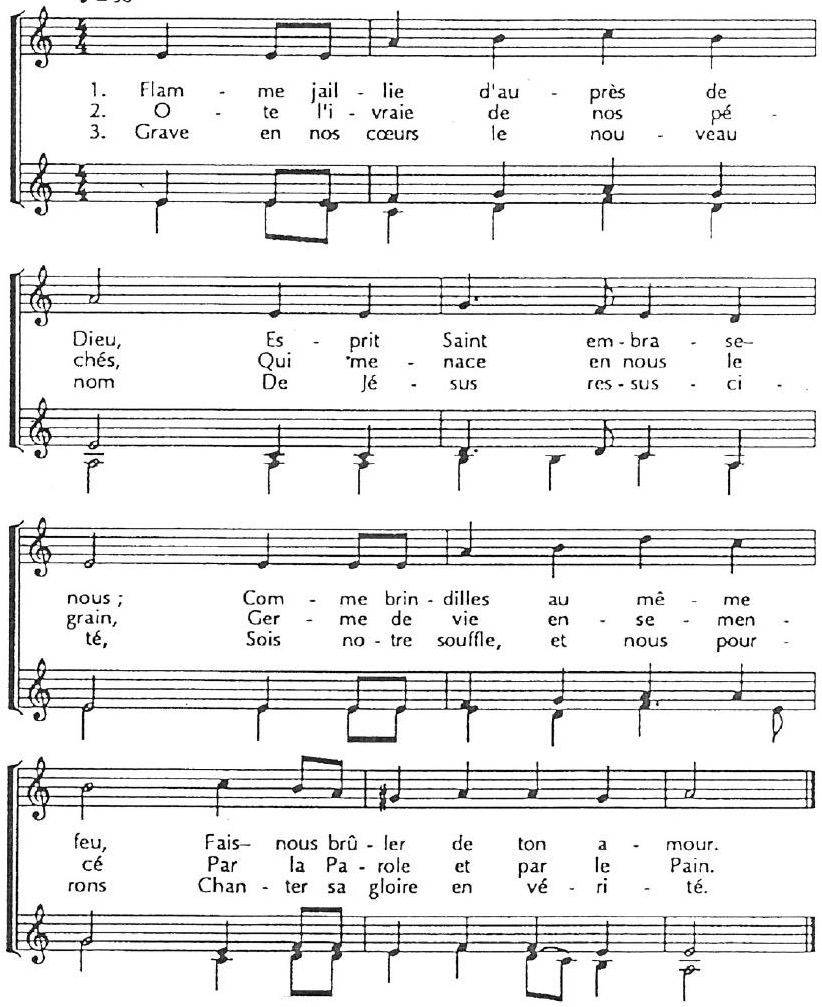 1. Flam - me jail - lie d'au - près de
2. O - te l'i - vraie de nos pé -
3. Grave en nos cœurs le nou - veau
Dieu, Es - prit Saint em - bra - se-
chés, Qui me - nace en nous le
nom De Jé - sus res - sus - ci -
nous ; Com - me brin - dilles au mê - me
grain, Ger - me de vie en - se - men -
té, Sois no - tre souffle, et nous pour -
feu, Fais- nous brû - ler de ton a - mour.
cé Par la Pa - role et par le Pain.
rons Chan - ter sa gloire en vé - ri - té.